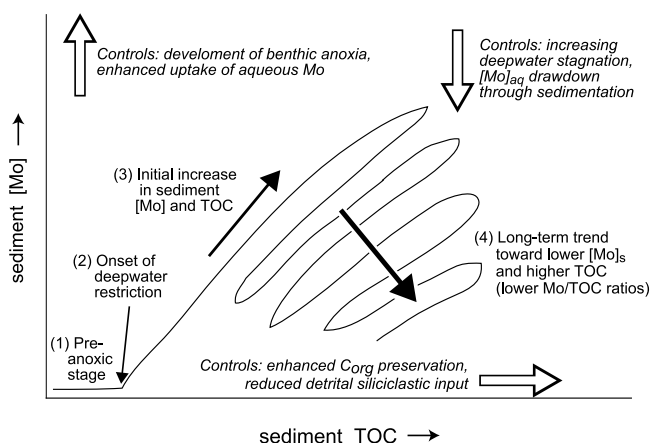 Controls: develoment of benthic anoxia,
enhanced uptake of aqueous Mo
Controls: increasing
deepwater stagnation,
[Mo]aq drawdown
through sedimentation
sediment [Mo] →
(3) Initial increase
in sediment
[Mo] and TOC
(2) Onset of
deepwater
restriction
(4) Long-term trend
toward lower [Mo]s
and higher TOC
(lower Mo/TOC ratios)
(1) Pre-
anoxic
stage
Controls: enhanced Corg preservation,
reduced detrital siliciclastic input
sediment TOC →